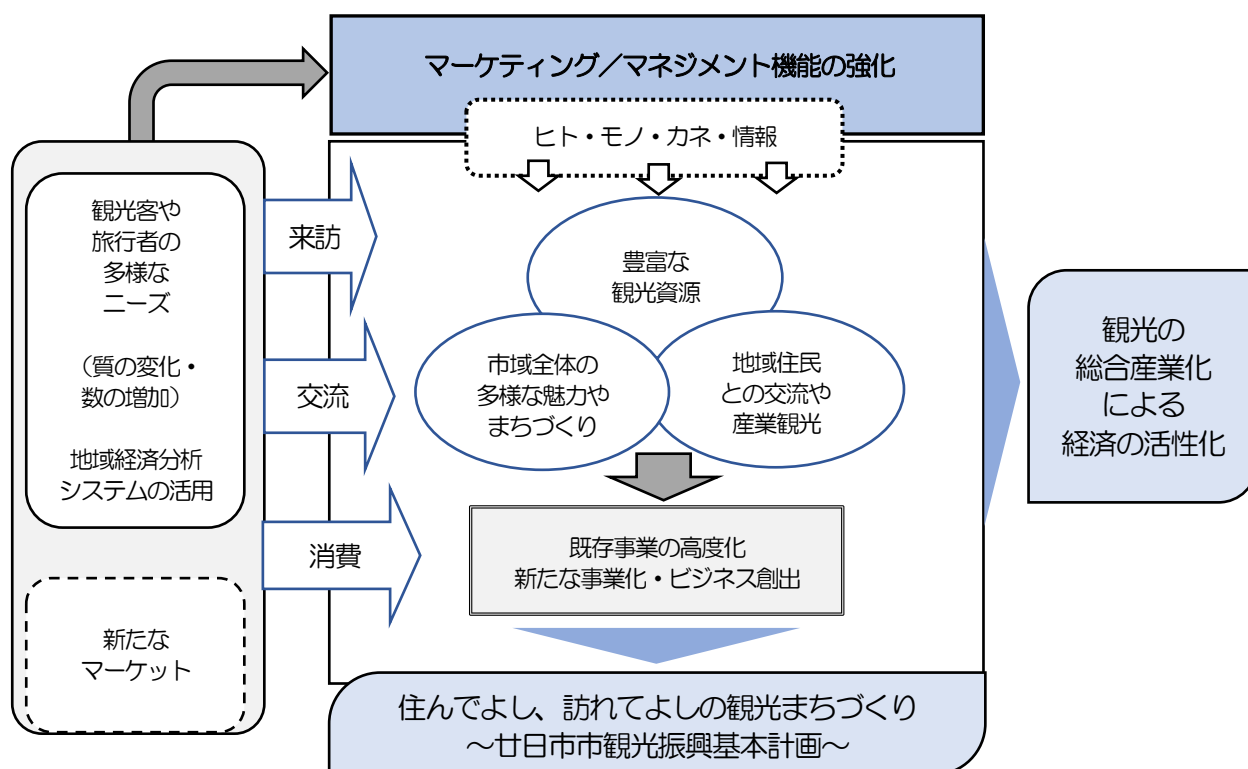 マーケティング／マネジメント機能の強化
ヒト・モノ・カネ・情報
観光客や
旅行者の
多様な
ニーズ
（質の変化・
数の増加）
地域経済分析
システムの活用
新たな
マーケット
来訪
交流
消費
豊富な
観光資源
市域全体の
多様な魅力や
まちづくり
地域住民
との交流や
産業観光
既存事業の高度化
新たな事業化・ビジネス創出
住んでよし、訪れてよしの観光まちづくり
～廿日市市観光振興基本計画～
観光の
総合産業化
による
経済の活性化